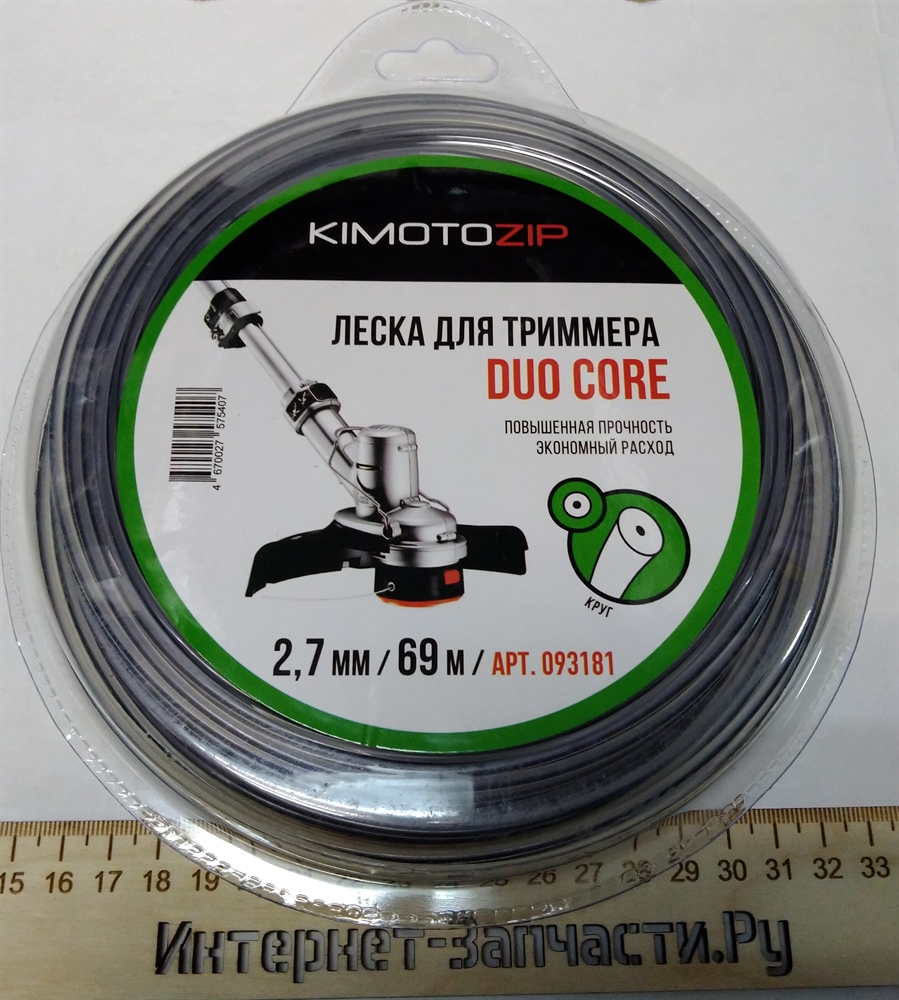 KIMOTOZIP
ЛЕСКА ДЛЯ ТРИММЕРА
DUO CORE
ПОВЫШЕННАЯ ПРОЧНОСТЬ
ЭКОНОМНЫЙ РАСХОД
4 670027 575407
КРУГ
2,7 мм / 69 м / АРТ. 093181
15 16 17 18 19 25 26 27 28 29 30 31 32 33
Интернет-запчасти.Ру